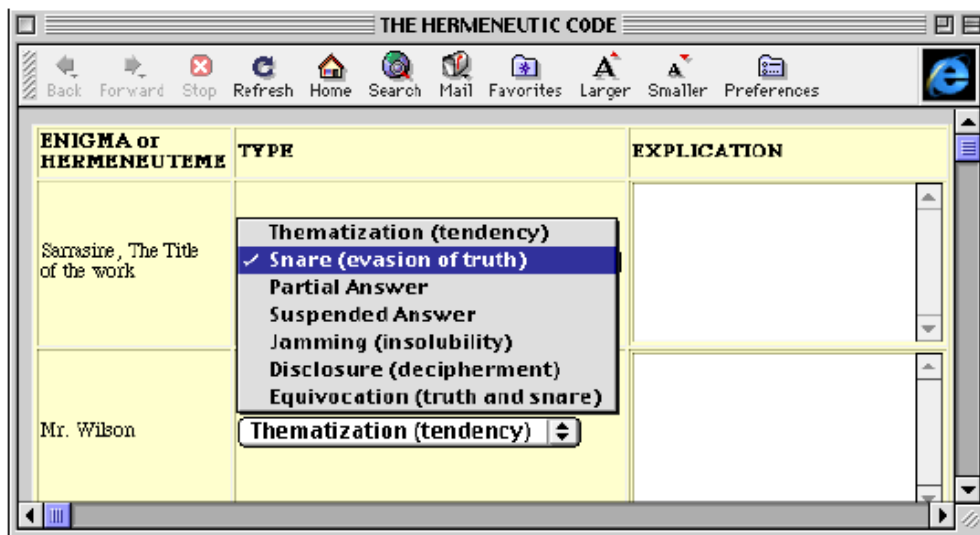 THE HERMENEUTIC CODE
Back Forward Stop Refresh Home Search Mail Favorites Larger Smaller Preferences
ENIGMA or
HERMENEUTEME
TYPE
EXPLICATION
Sarrasine, The Title
of the work
Thematization (tendency)
✓ Snare (evasion of truth)
Partial Answer
Suspended Answer
Jamming (insolubility)
Disclosure (decipherment)
Equivocation (truth and snare)
Mr. Wilson
Thematization (tendency)